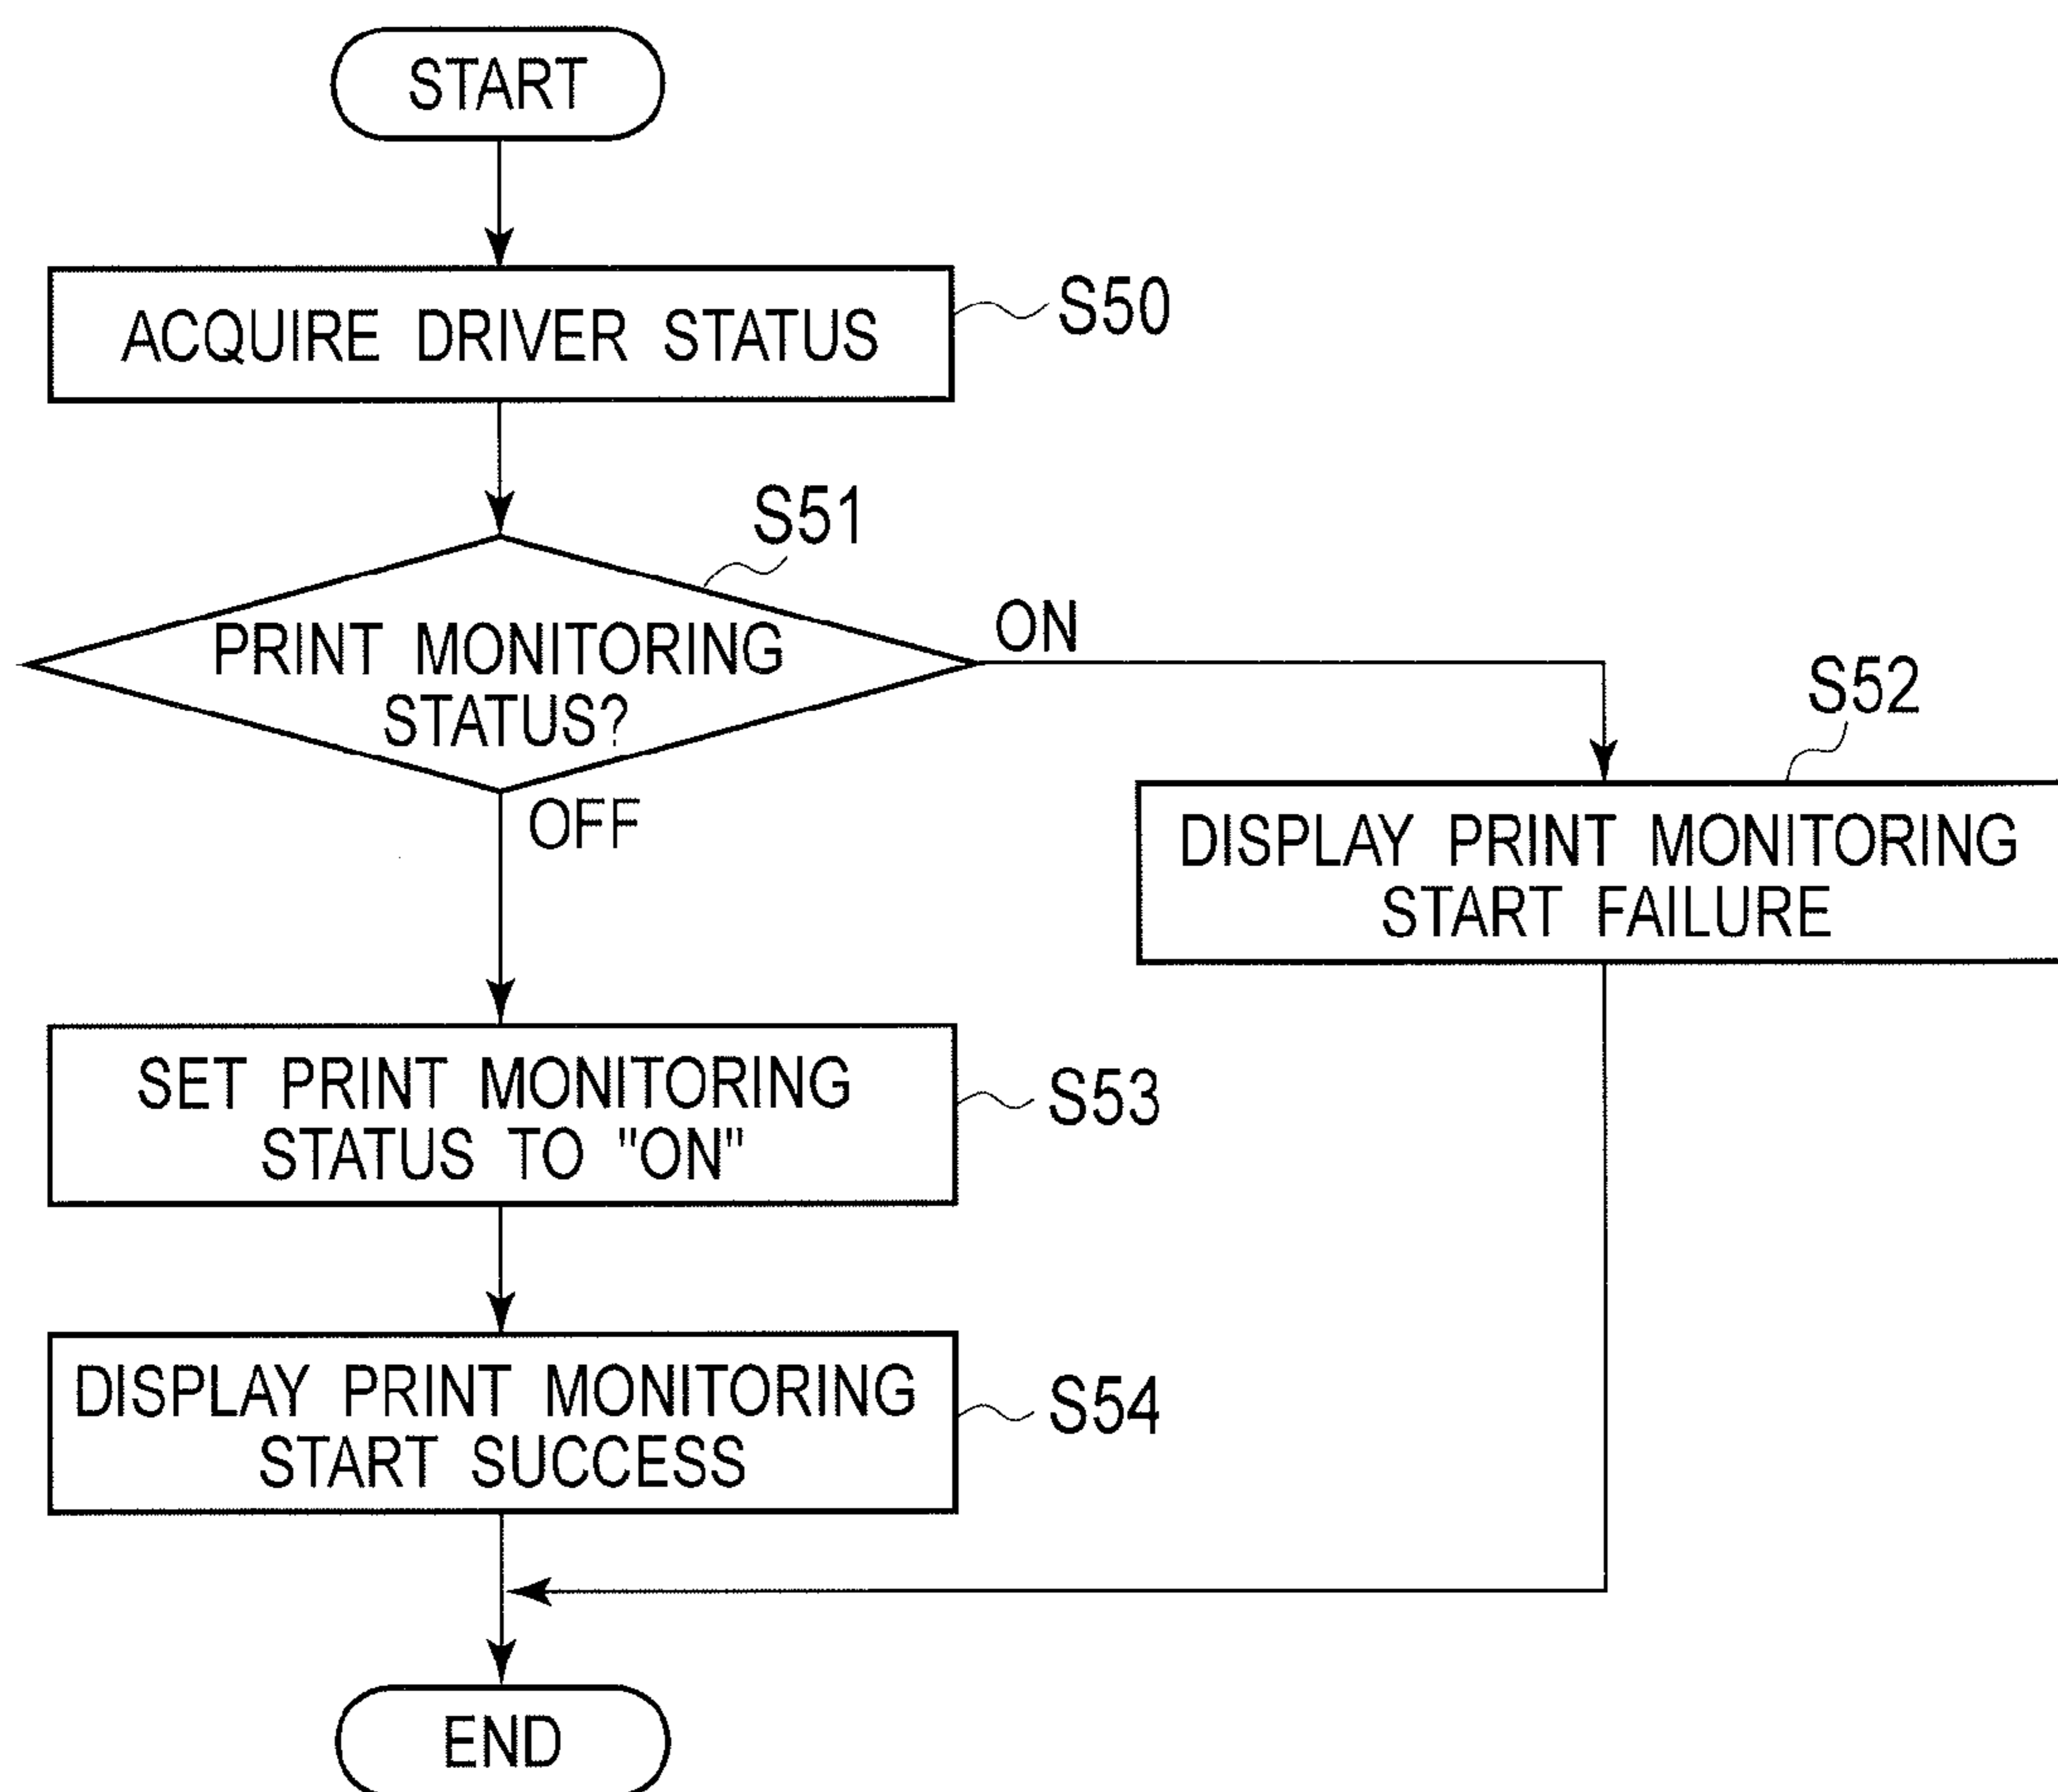 START
ACQUIRE DRIVER STATUS
S50
S51
PRINT MONITORING
STATUS?
ON
OFF
S52
DISPLAY PRINT MONITORING
START FAILURE
SET PRINT MONITORING
STATUS TO "ON"
S53
DISPLAY PRINT MONITORING
START SUCCESS
S54
END